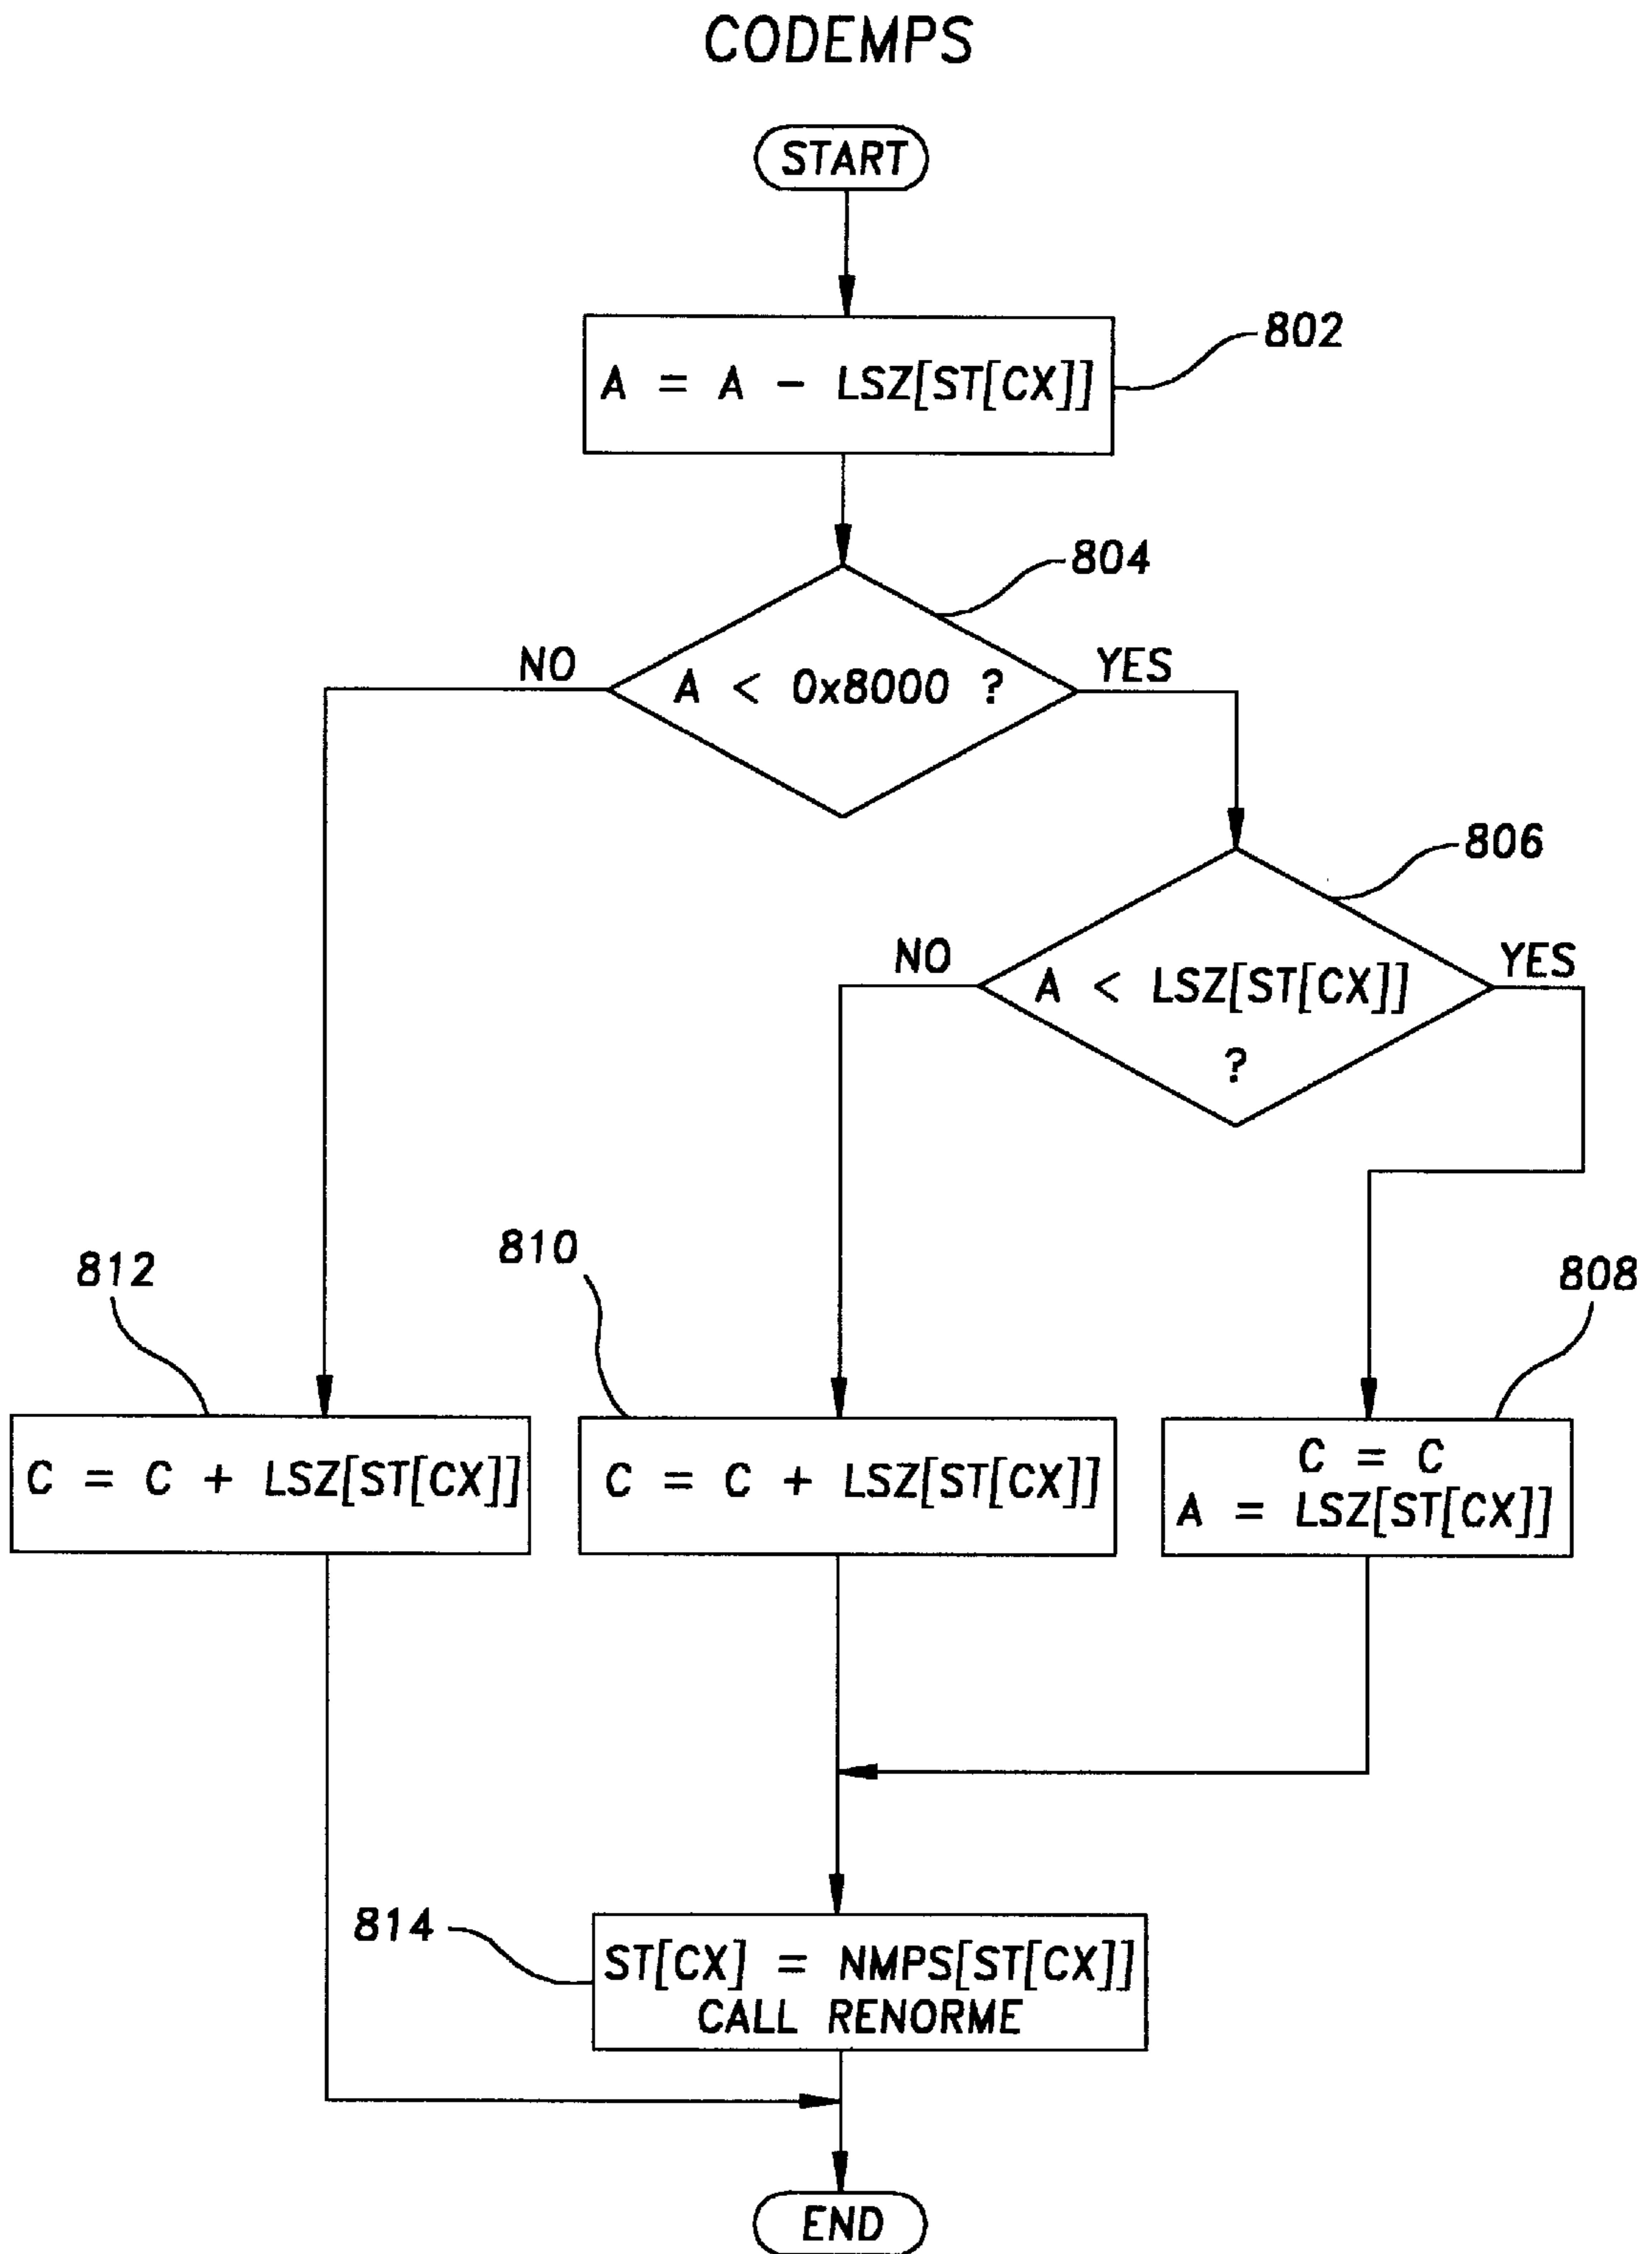 CODEMPS
START
802
A = A - LSZ[ST[CX]]
804
NO
YES
A < 0x8000 ?
806
NO
YES
A < LSZ[ST[CX]]
?
812
810
808
C = C + LSZ[ST[CX]]
C = C + LSZ[ST[CX]]
C = C
A = LSZ[ST[CX]]
814
ST[CX] = NMPS[ST[CX]]
CALL RENORME
END